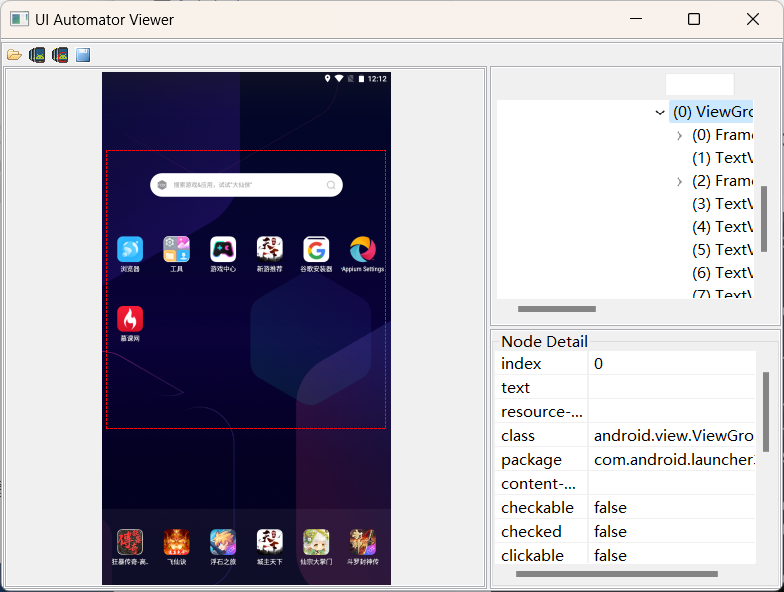 UI Automator Viewer
12:12
搜索游戏&应用，试试"大仙侠"
浏览器 工具 游戏中心 新游推荐 谷歌安装器 Appium Settings
慕课网
狂暴传奇-高.. 飞仙诀 浮石之旅 城主天下 仙宗大掌门 斗罗封神传
(0) ViewGro
(0) Frame
(1) TextV
(2) Frame
(3) TextV
(4) TextV
(5) TextV
(6) TextV
(7) TextV
Node Detail
index 0
text
resource-...
class android.view.ViewGro
package com.android.launcher
content-...
checkable false
checked false
clickable false